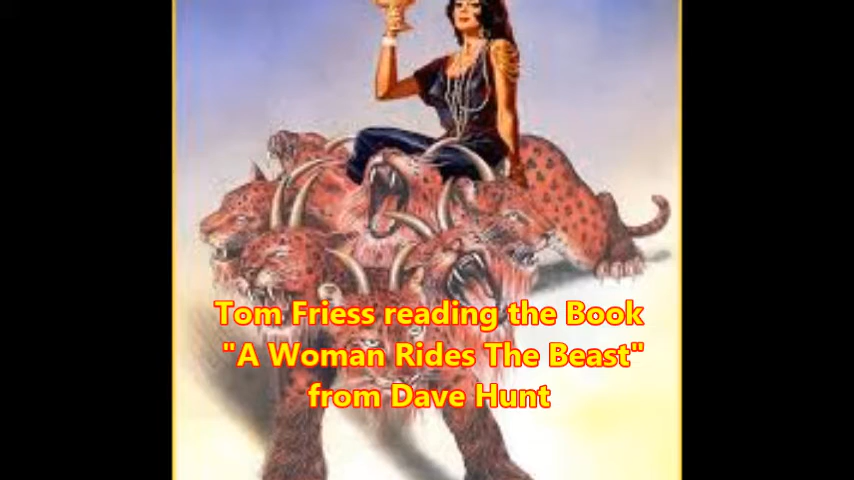 Tom Friess reading the Book
"A Woman Rides The Beast"
from Dave Hunt